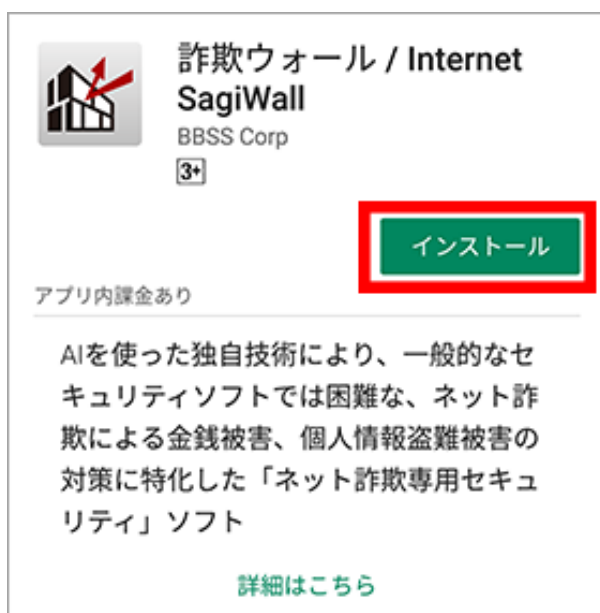 詐欺ウォール / Internet
SagiWall
BBSS Corp
3+
インストール
アプリ内課金あり
AIを使った独自技術により、一般的なセ
キュリティソフトでは困難な、ネット詐
欺による金銭被害、個人情報盗難被害の
対策に特化した「ネット詐欺専用セキュ
リティ」ソフト
詳細はこちら